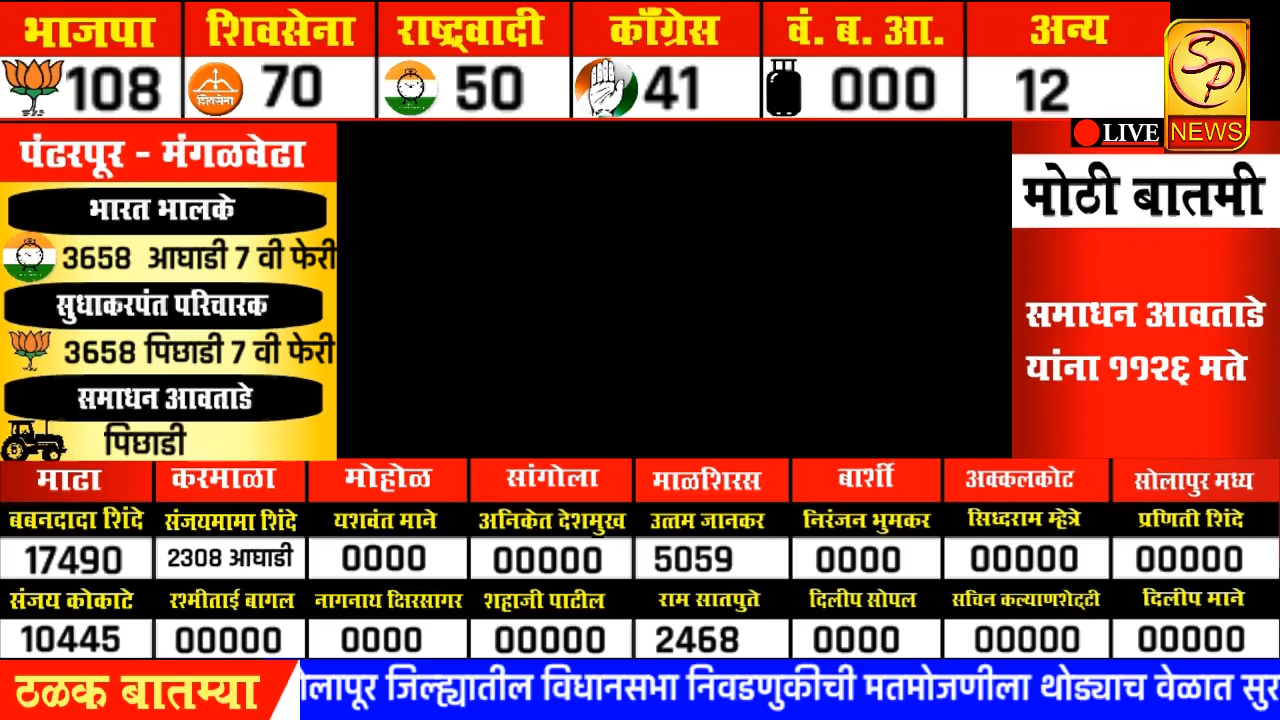 भाजपा शिवसेना राष्ट्रवादी काँग्रेस वं. ब. आ. अन्य
108 शिवसेना 70 50 41 000 12
SP
LIVE NEWS
पंढरपूर - मंगळवेढा
भारत भालके
3658 आघाडी 7 वी फेरी
सुधाकरपंत परिचारक
3658 पिछाडी 7 वी फेरी
समाधन आवताडे
पिछाडी
मोठी बातमी
समाधन आवताडे
यांना ११२६ मते
माढा करमाळा मोहोळ सांगोला माळशिरस बार्शी अक्कलकोट सोलापुर मध्य
बबनदादा शिंदे संजयमामा शिंदे यशवंत माने अनिकेत देशमुख उत्तम जानकर निरंजन भुमकर सिध्दराम म्हेत्रे प्रणिती शिंदे
17490 2308 आघाडी 0000 00000 5059 0000 00000 00000
संजय कोकाटे रश्मीताई बागल नागनाथ क्षिरसागर शहाजी पाटील राम सातपुते दिलीप सोपल सचिन कल्याणशेट्टी दिलीप माने
10445 00000 0000 00000 2468 0000 00000 00000
ठळक बातम्या
जिल्ह्यातील विधानसभा निवडणुकीची मतमोजणीला थोड्याच वेळात